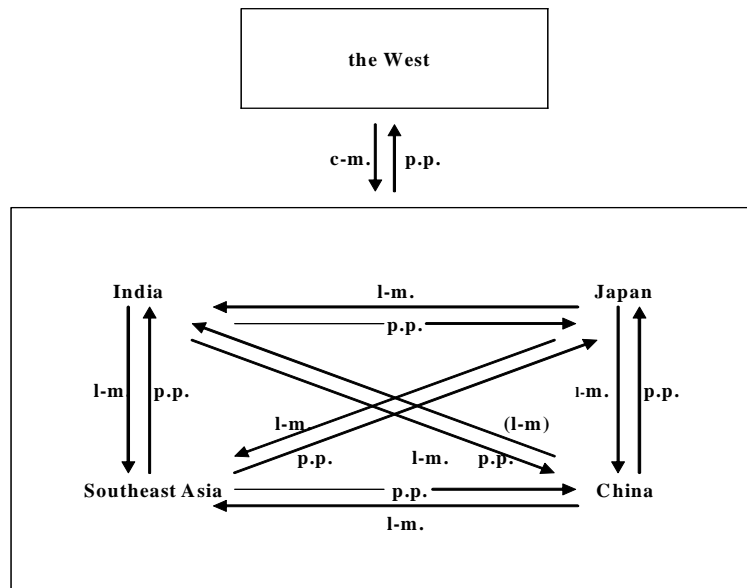 the West
c-m. p.p.
India l-m. Japan
p.p.
l-m. p.p. l-m. p.p.
l-m. (l-m)
p.p. l-m. p.p.
Southeast Asia p.p. China
l-m.